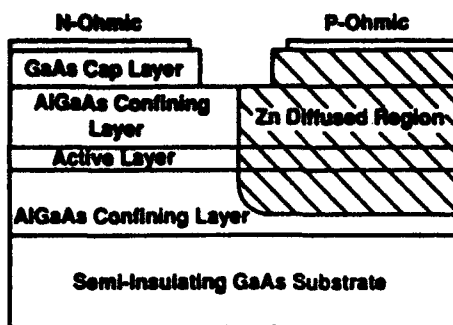 N-Ohmic
P-Ohmic
GaAs Cap Layer
AlGaAs Confining
Layer
Zn Diffused Region
Active Layer
AlGaAs Confining Layer
Semi-Insulating GaAs Substrate